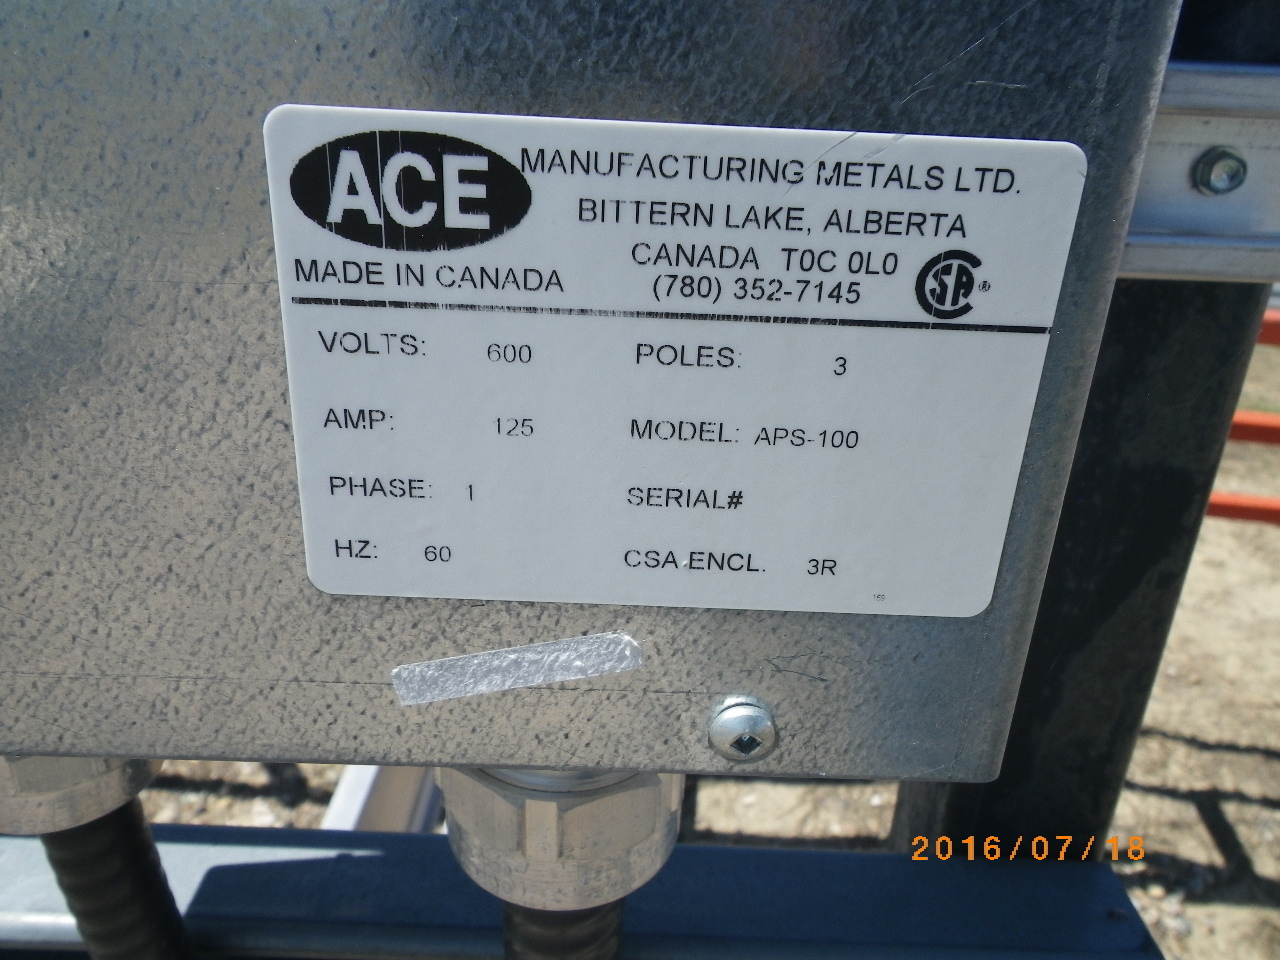 ACE MANUFACTURING METALS LTD.
BITTERN LAKE, ALBERTA
CANADA T0C 0L0
MADE IN CANADA (780) 352-7145 CSA ®
VOLTS: 600 POLES: 3
AMP: 125 MODEL: APS-100
PHASE: 1 SERIAL#
HZ: 60 CSA ENCL. 3R
2016/07/18